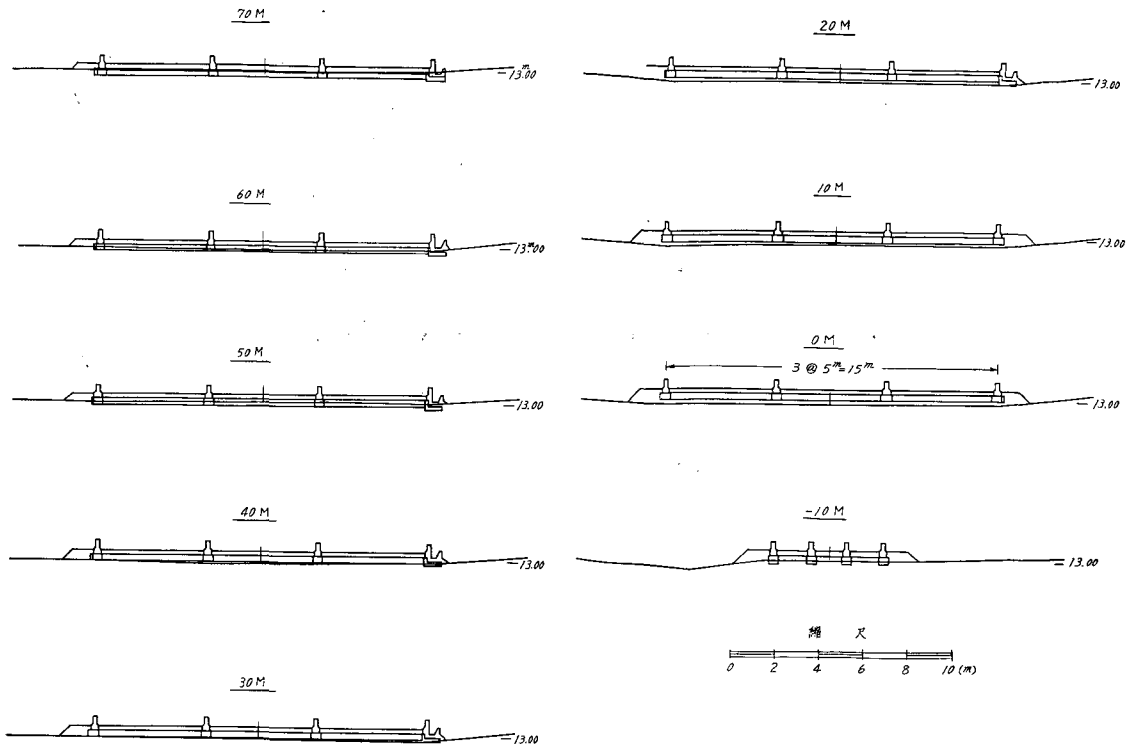 70 M
m
— 13.00
60 M
— 13.00 m
50 M
— 13.00
40 M
— 13.00
30 M
— 13.00
20 M
— 13.00
10 M
— 13.00
0 M
3 @ 5m = 15m
— 13.00
-10 M
— 13.00
縮 尺
0 2 4 6 8 10 (m)